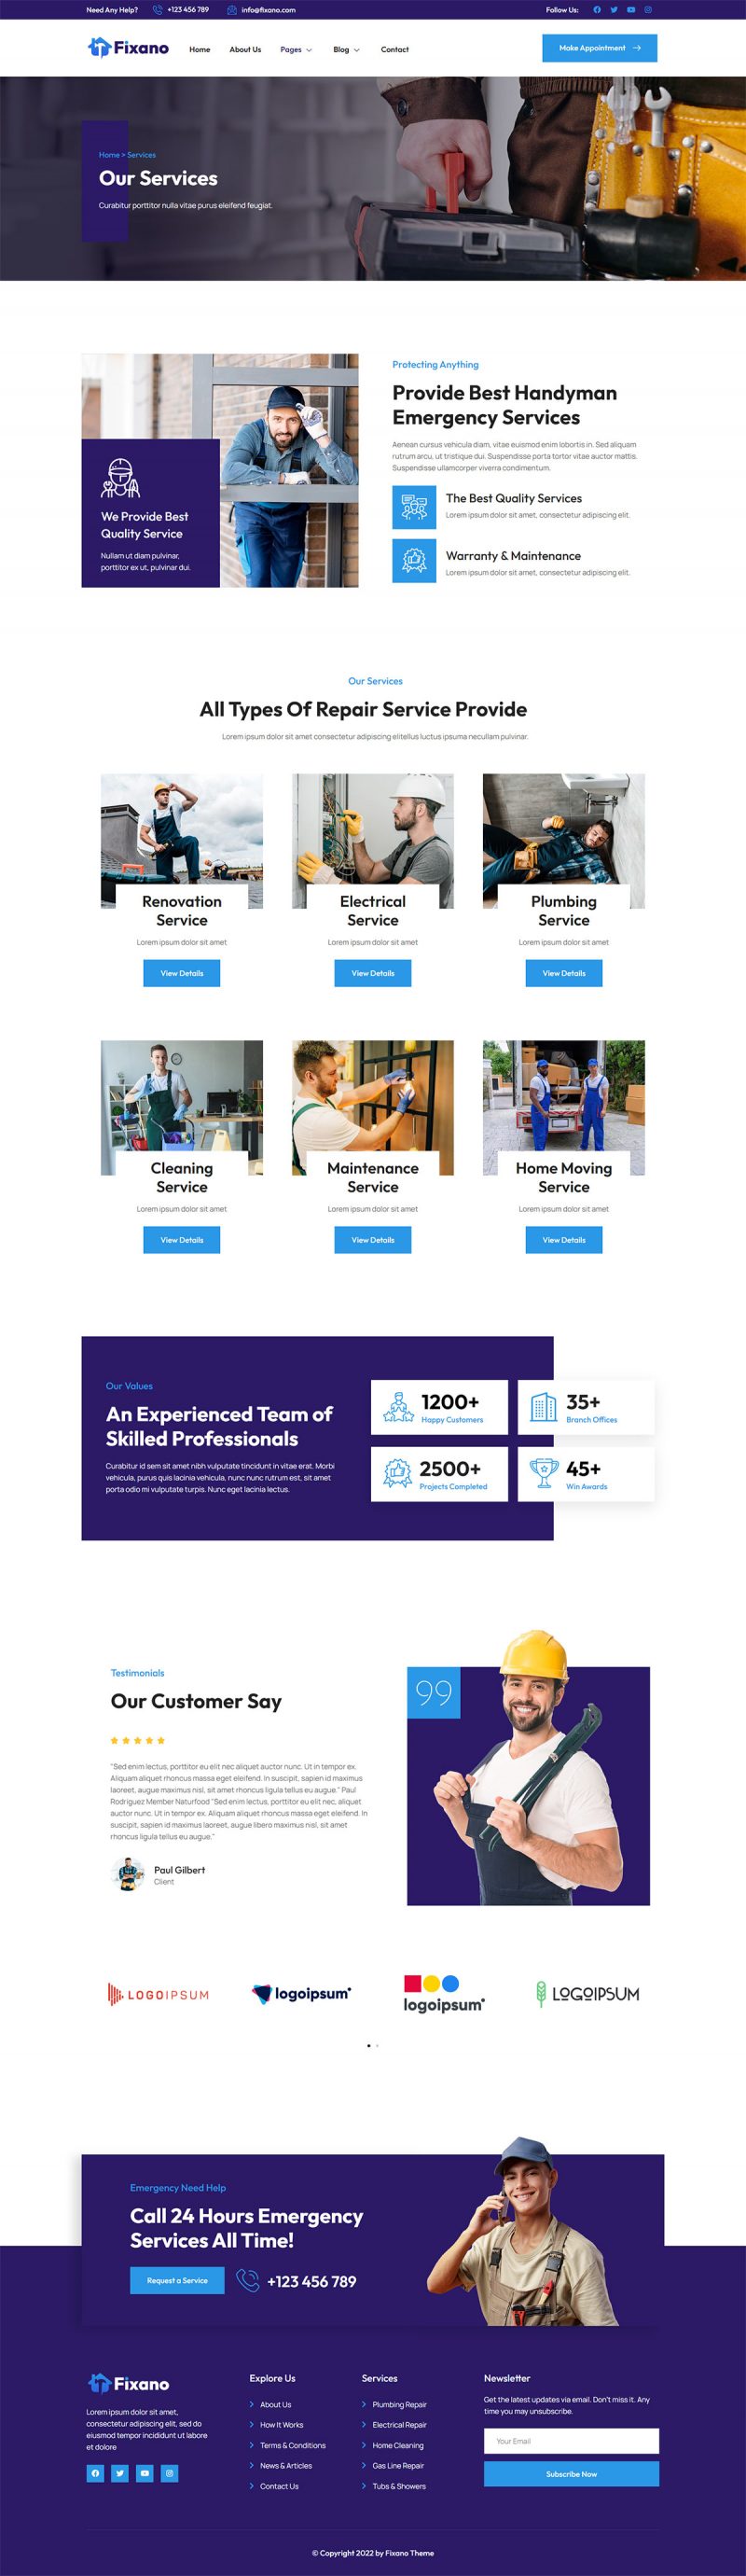 Need Any Help?
+123 456 789
info@fixano.com
Follow Us:
Fixano
Home
About Us
Pages
Blog
Contact
Make Appointment
Home > Services
Our Services
Curabitur porttitor nulla vitae purus eleifend feugiat.
We Provide Best
Quality Service
Nullam ut diam pulvinar,
porttitor ex ut, pulvinar dui.
Protecting Anything
Provide Best Handyman
Emergency Services
Aenean cursus vehicula diam, vitae euismod enim lobortis in. Sed aliquam
rutrum arcu, ut tristique dui. Suspendisse porta tortor vitae auctor mattis.
Suspendisse ullamcorper viverra condimentum.
The Best Quality Services
Lorem ipsum dolor sit amet, consectetur adipiscing elit.
Warranty & Maintenance
Lorem ipsum dolor sit amet, consectetur adipiscing elit.
Our Services
All Types Of Repair Service Provide
Lorem ipsum dolor sit amet consectetur adipiscing elitellus luctus ipsuma necullam pulvinar.
Renovation
Service
Lorem ipsum dolor sit amet
View Details
Electrical
Service
Lorem ipsum dolor sit amet
View Details
Plumbing
Service
Lorem ipsum dolor sit amet
View Details
Cleaning
Service
Lorem ipsum dolor sit amet
View Details
Maintenance
Service
Lorem ipsum dolor sit amet
View Details
Home Moving
Service
Lorem ipsum dolor sit amet
View Details
Our Values
An Experienced Team of
Skilled Professionals
Curabitur id sem sit amet nibh vulputate tincidunt in vitae erat. Morbi
vehicula, purus quis lacinia vehicula, nunc nunc rutrum est, sit amet
porta odio mi vulputate turpis. Nunc eget lacinia lectus.
1200+
Happy Customers
35+
Branch Offices
2500+
Projects Completed
45+
Win Awards
Testimonials
Our Customer Say
"Sed enim lectus, porttitor eu elit nec aliquet auctor nunc. Ut in tempor ex.
Aliquam aliquet rhoncus massa eget eleifend. In suscipit, sapien id maximus
laoreet, augue maximus nisl, sit amet rhoncus ligula tellus eu augue." Paul
Rodriguez Member Naturfood "Sed enim lectus, porttitor eu elit nec, aliquet
auctor nunc. Ut in tempor ex. Aliquam aliquet rhoncus massa eget eleifend. In
suscipit, sapien id maximus laoreet, augue libero maximus nisl, sit amet
rhoncus ligula tellus eu augue."
Paul Gilbert
Client
LOGOIPSUM
logoipsum
logoipsum
LOGOIPSUM
Emergency Need Help
Call 24 Hours Emergency
Services All Time!
Request a Service
+123 456 789
Fixano
Lorem ipsum dolor sit amet,
consectetur adipiscing elit, sed do
eiusmod tempor incididunt ut labore
et dolore
Explore Us
About Us
How It Works
Terms & Conditions
News & Articles
Contact Us
Services
Plumbing Repair
Electrical Repair
Home Cleaning
Gas Line Repair
Tubs & Showers
Newsletter
Get the latest updates via email. Don't miss it. Any
time you may unsubscribe.
Your Email
Subscribe Now
© Copyright 2022 by Fixano Theme